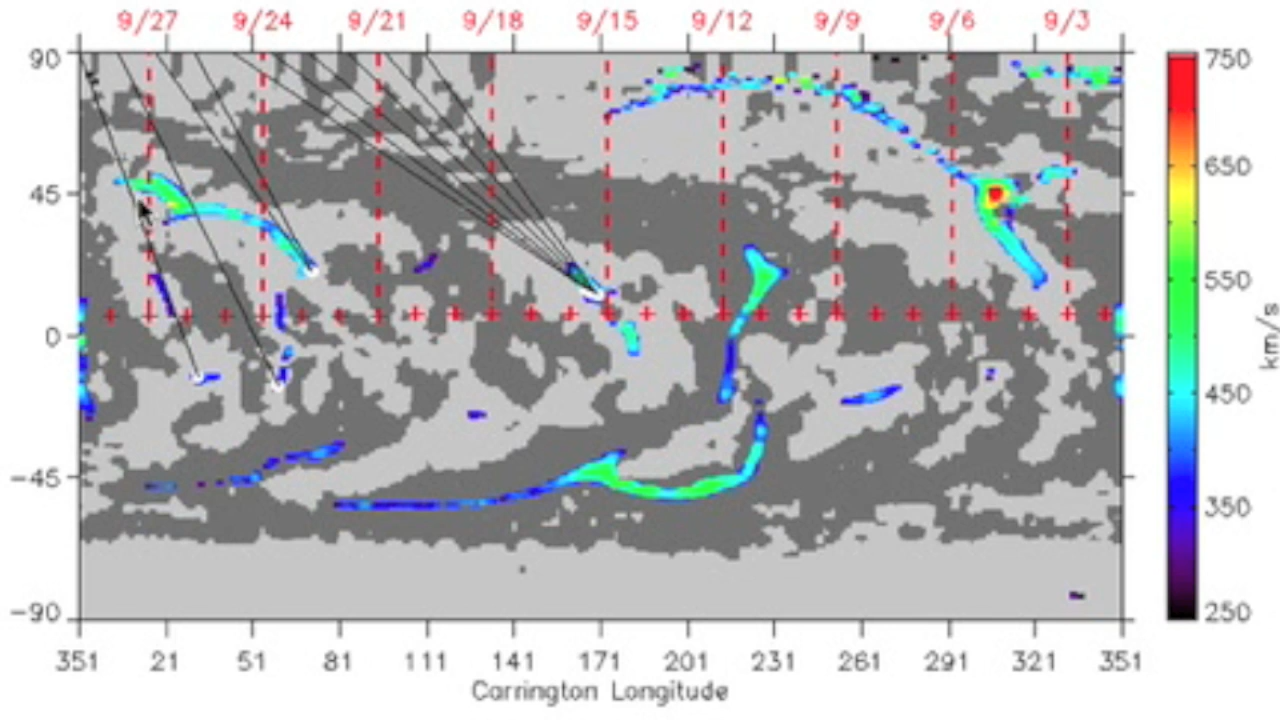 9/27 9/24 9/21 9/18 9/15 9/12 9/9 9/6 9/3
90
45
0
−45
−90
351 21 51 81 111 141 171 201 231 261 291 321 351
Carrington Longitude
750
650
550
450
350
250
km/s